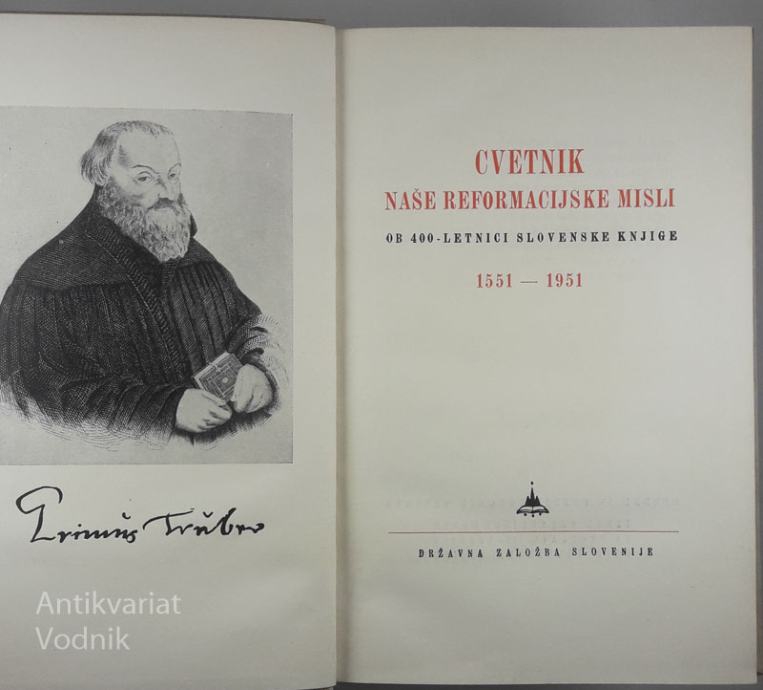 Primus Truber
Antikvariat
Vodnik
CVETNIK
NAŠE REFORMACIJSKE MISLI
OB 400-LETNICI SLOVENSKE KNJIGE
1551 — 1951
DRŽAVNA ZALOŽBA SLOVENIJE